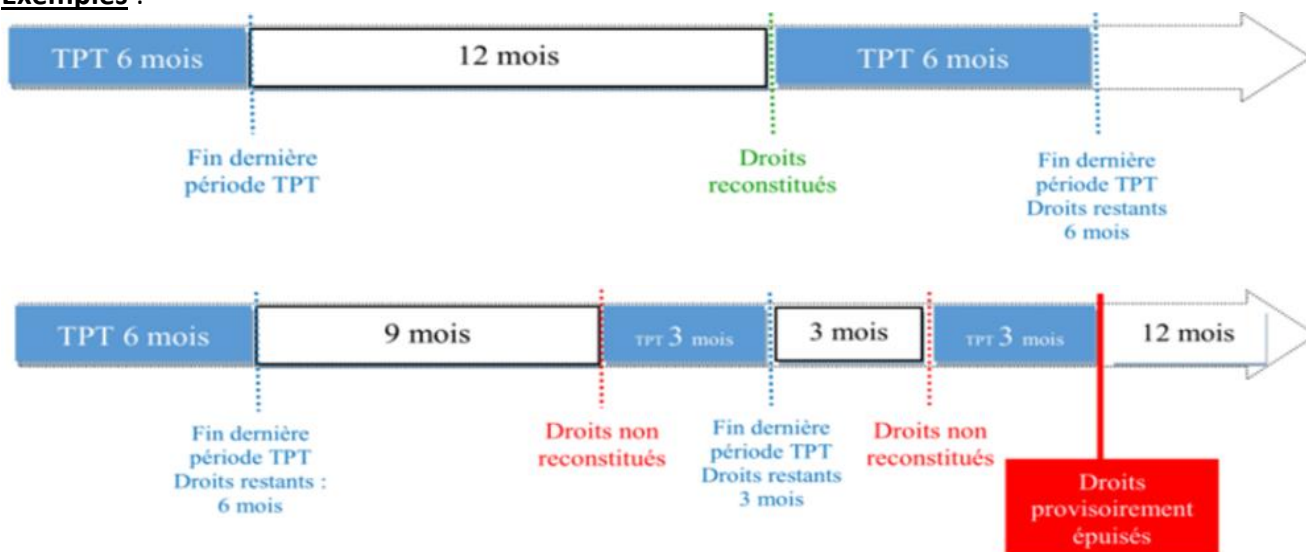 Exemples :
TPT 6 mois
12 mois
TPT 6 mois
Fin dernière
période TPT
Droits
reconstitués
Fin dernière
période TPT
Droits restants
6 mois
TPT 6 mois
9 mois
TPT 3 mois
3 mois
TPT 3 mois
12 mois
Fin dernière
période TPT
Droits restants :
6 mois
Droits non
reconstitués
Fin dernière
période TPT
Droits restants
3 mois
Droits non
reconstitués
Droits
provisoirement
épuisés